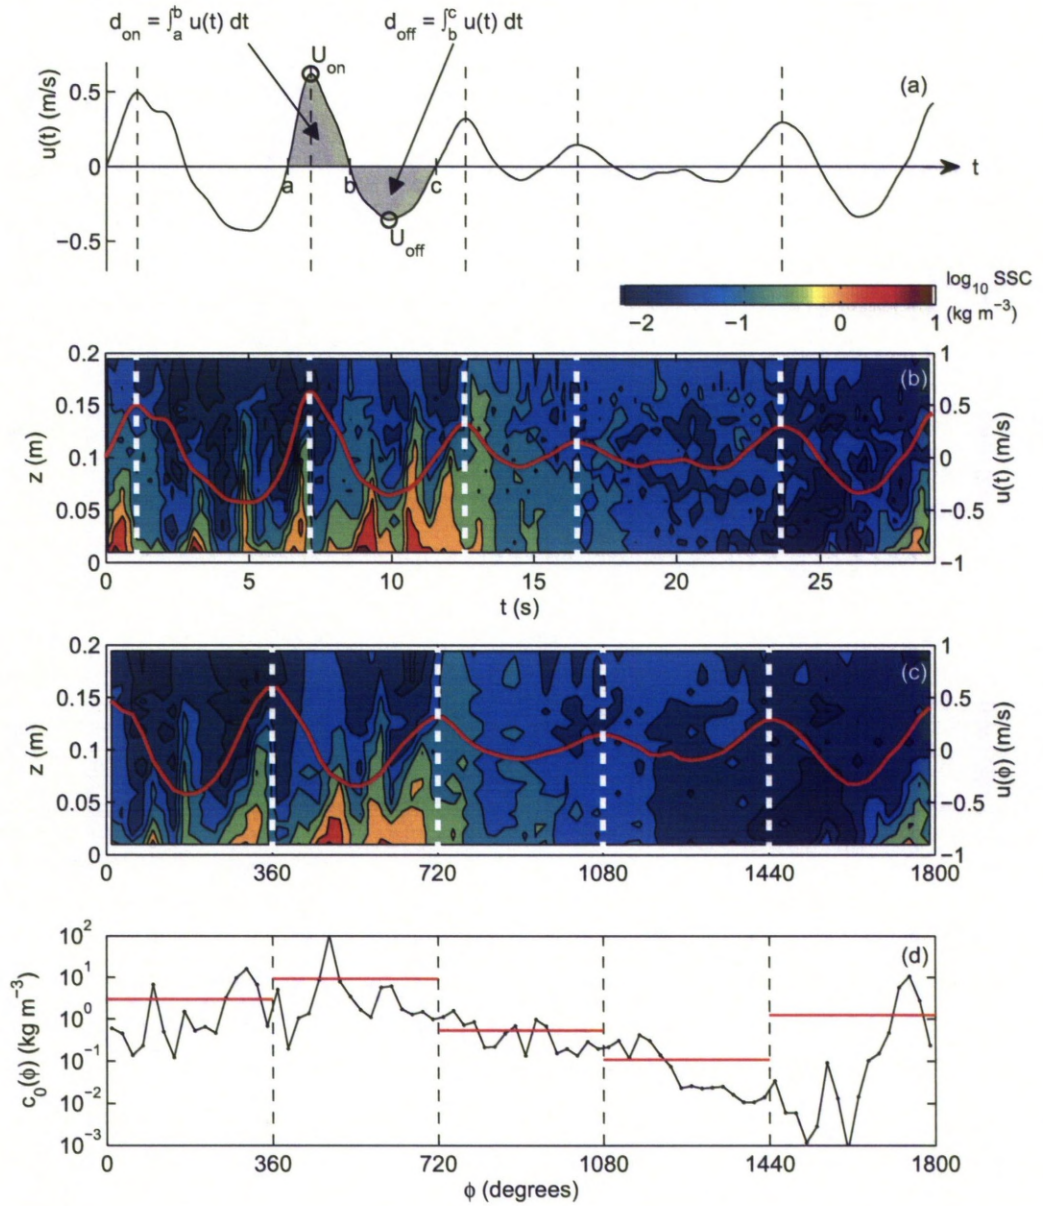 d_on = ∫_a^b u(t) dt
d_off = ∫_b^c u(t) dt
U_on
(a)
u(t) (m/s)
0.5
0
−0.5
a
b
c
t
U_off
log_10 SSC
(kg m^−3)
−2
−1
0
1
(b)
z (m)
0.2
0.15
0.1
0.05
0
1
0.5
0
−0.5
−1
u(t) (m/s)
0
5
10
15
20
25
t (s)
(c)
z (m)
0.2
0.15
0.1
0.05
0
1
0.5
0
−0.5
−1
u(ϕ) (m/s)
0
360
720
1080
1440
1800
(d)
c_0(ϕ) (kg m^−3)
10^2
10^1
10^0
10^−1
10^−2
10^−3
0
360
720
1080
1440
1800
ϕ (degrees)